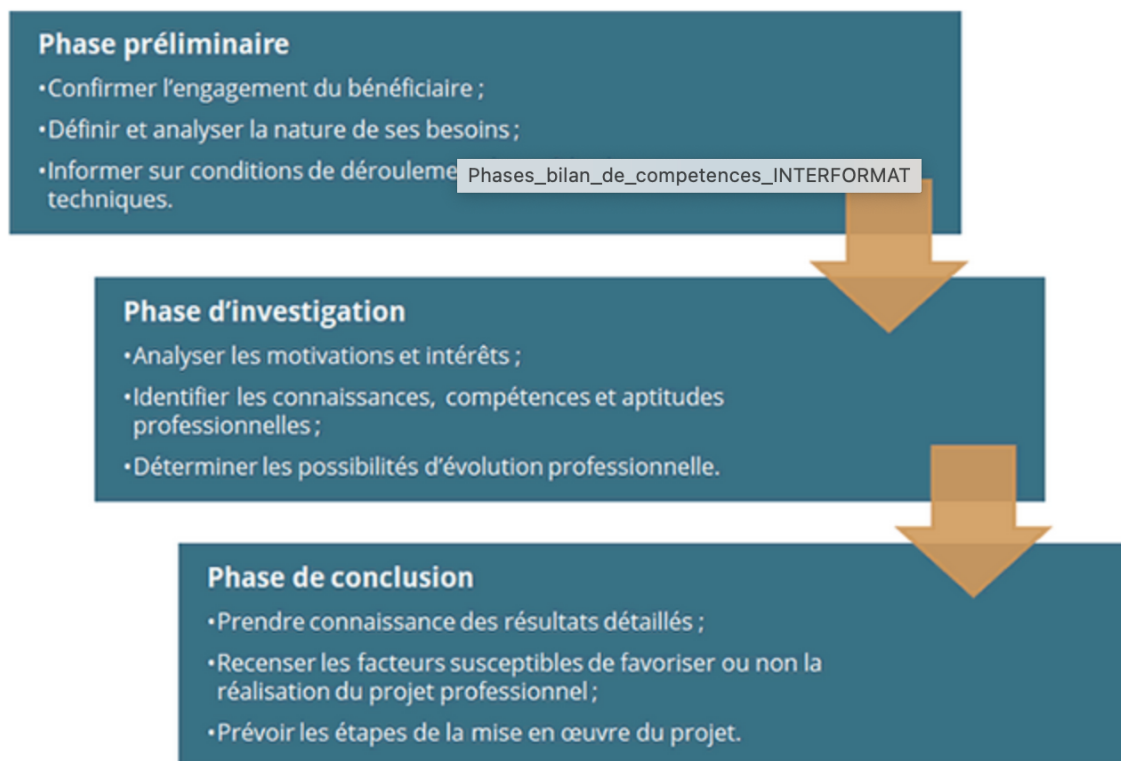 Phase préliminaire
•Confirmer l’engagement du bénéficiaire ;
•Définir et analyser la nature de ses besoins ;
•Informer sur conditions de
techniques.
Phases_bilan_de_competences_INTERFORMAT
Phase d’investigation
•Analyser les motivations et intérêts ;
•Identifier les connaissances, compétences et aptitudes
professionnelles ;
•Déterminer les possibilités d’évolution professionnelle.
Phase de conclusion
•Prendre connaissance des résultats détaillés ;
•Recenser les facteurs susceptibles de favoriser ou non la
réalisation du projet professionnel ;
•Prévoir les étapes de la mise en œuvre du projet.